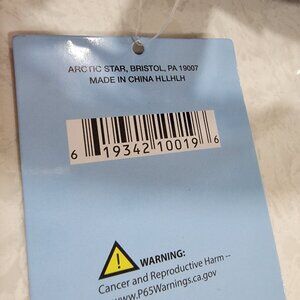 ARCTIC STAR, BRISTOL, PA 19007
MADE IN CHINA HLLHLH
6 19342 10019 6
WARNING:
Cancer and Reproductive Harm --
www.P65Warnings.ca.gov